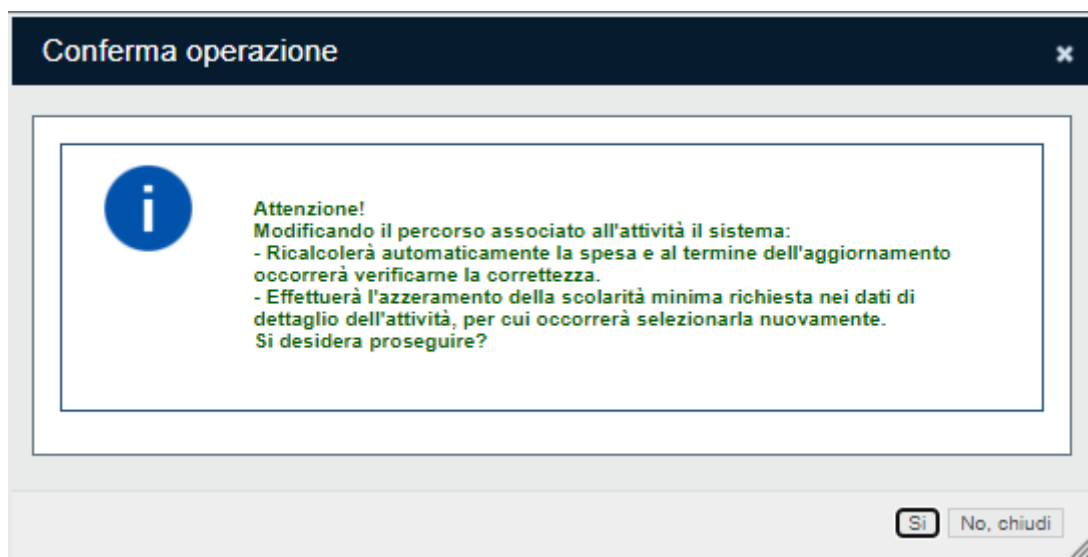 Conferma operazione
Attenzione!
Modificando il percorso associato all'attività il sistema:
- Ricalcolerà automaticamente la spesa e al termine dell'aggiornamento
occorrerà verificarne la correttezza.
- Effettuerà l'azzeramento della scolarità minima richiesta nei dati di
dettaglio dell'attività, per cui occorrerà selezionarla nuovamente.
Si desidera proseguire?
Si No, chiudi